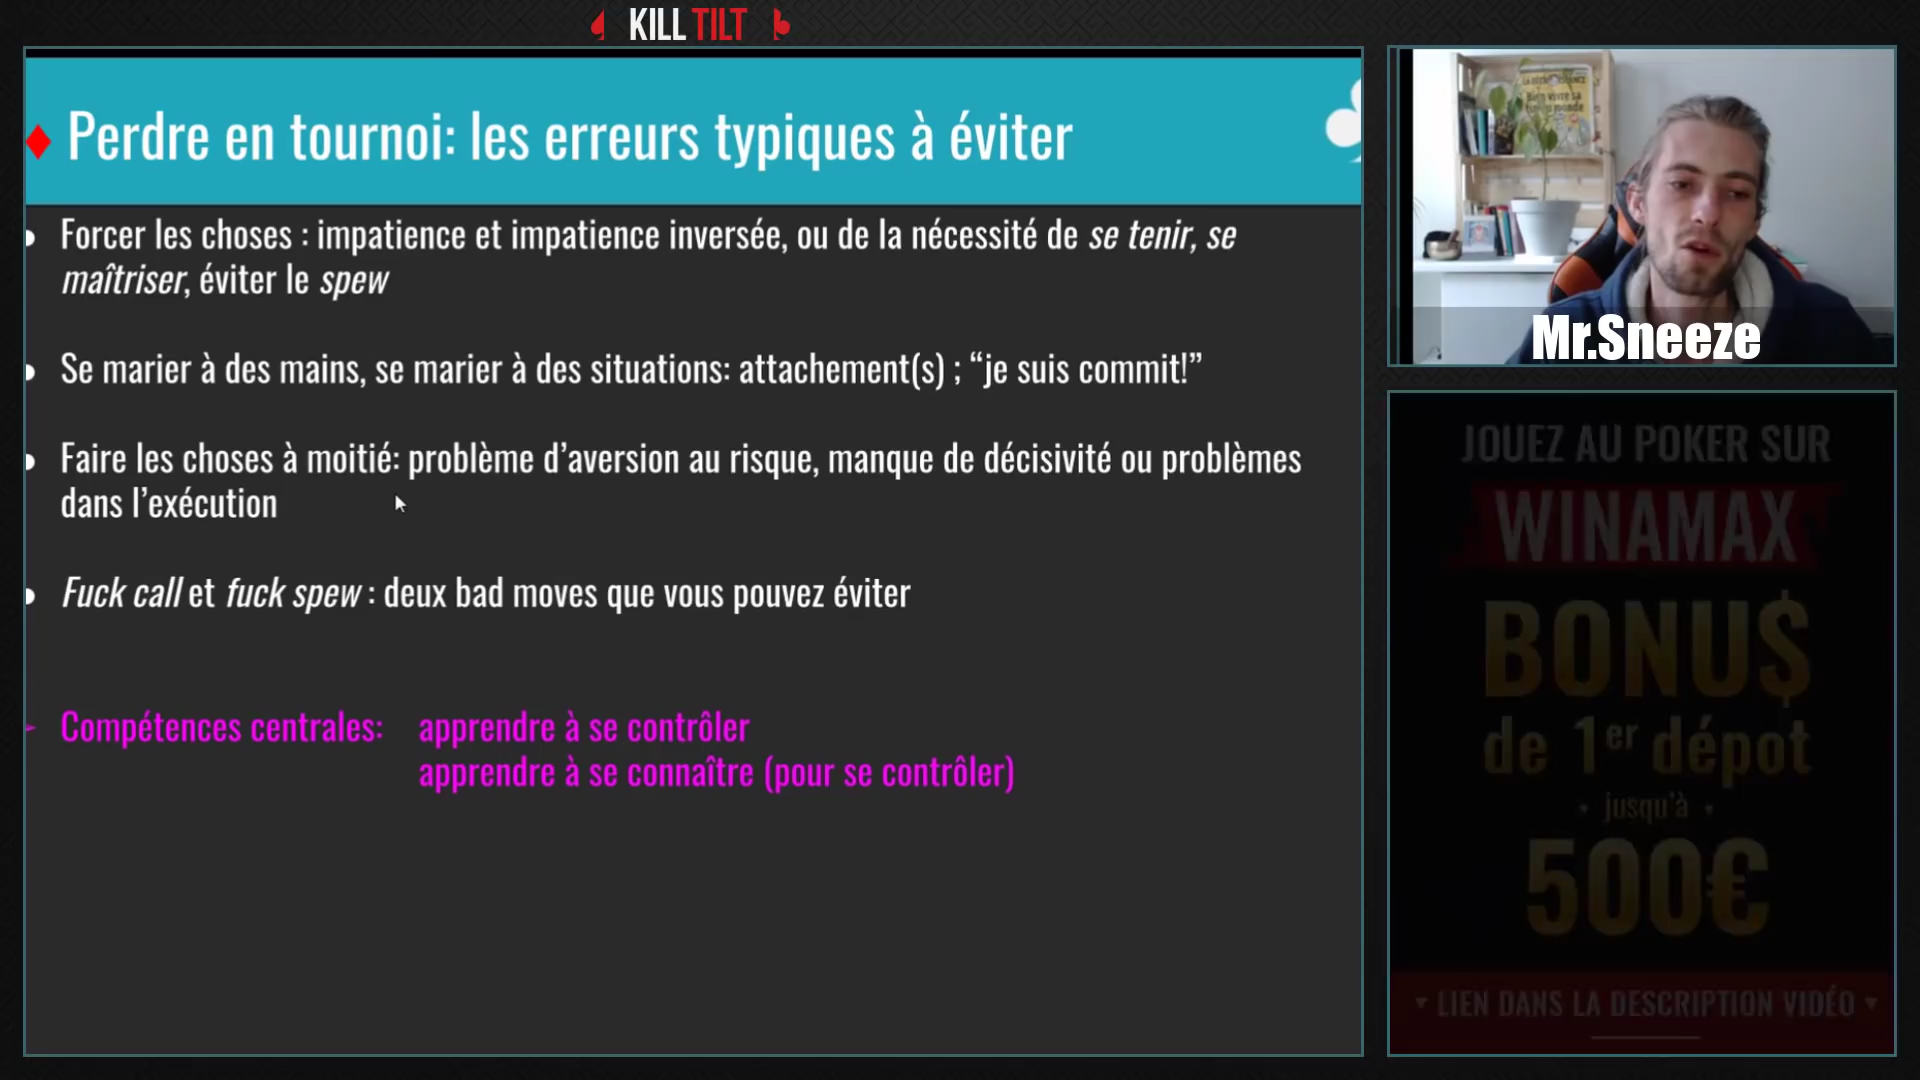 KILL TILT
Perdre en tournoi: les erreurs typiques à éviter
Forcer les choses : impatience et impatience inversée, ou de la nécessité de se tenir, se
maîtriser, éviter le spew
Se marier à des mains, se marier à des situations: attachement(s) ; “je suis commit!”
Faire les choses à moitié: problème d’aversion au risque, manque de décisivité ou problèmes
dans l’exécution
Fuck call et fuck spew : deux bad moves que vous pouvez éviter
Compétences centrales: apprendre à se contrôler
apprendre à se connaître (pour se contrôler)
Bien vivre sa
Mr.Sneeze
JOUEZ AU POKER SUR
WINAMAX
BONU$
de 1er dépot
jusqu'à
500€
LIEN DANS LA DESCRIPTION VIDÉO